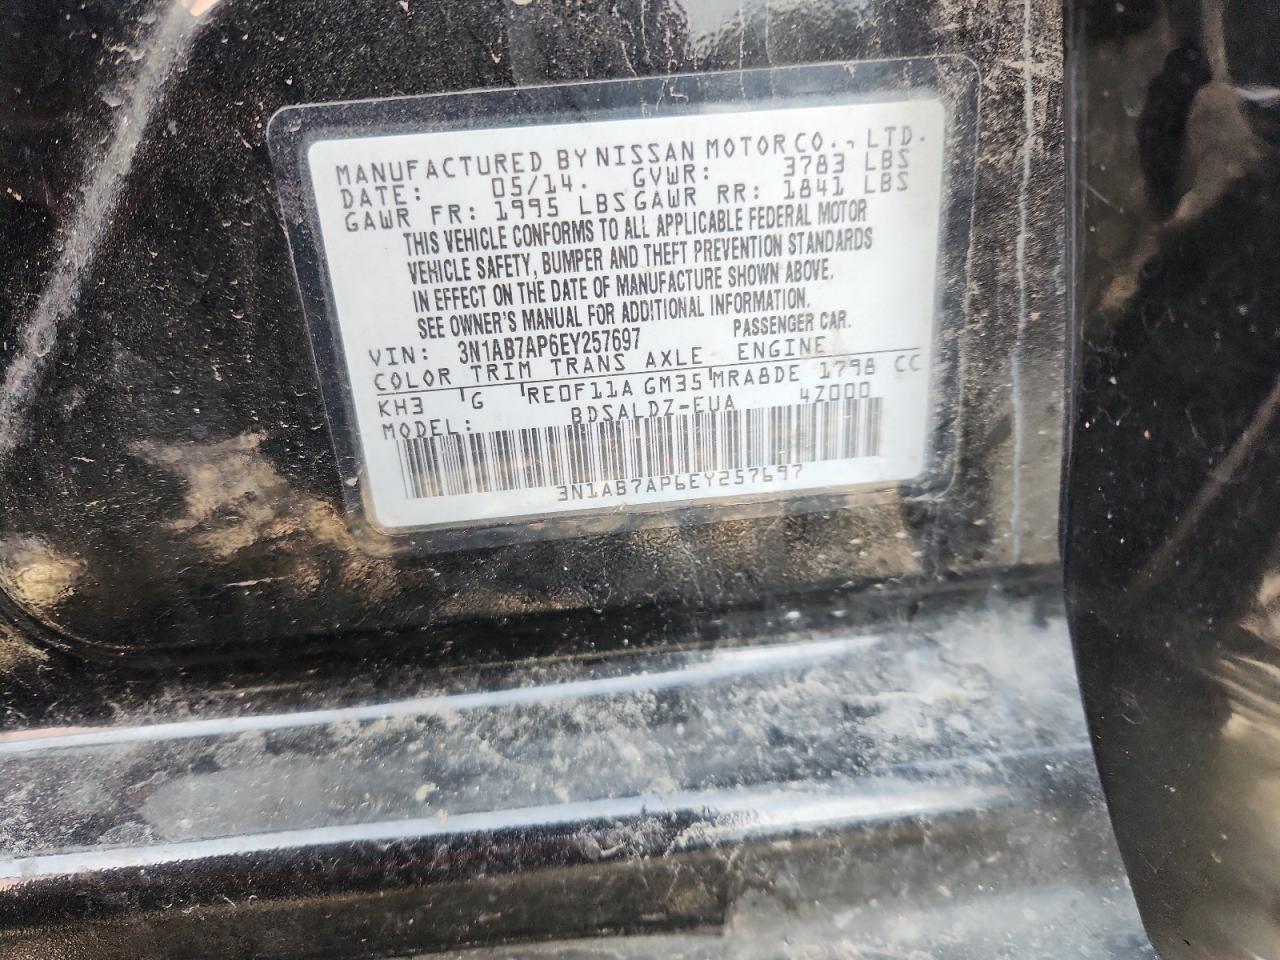 MANUFACTURED BY NISSAN MOTOR CO., LTD.
DATE: 05/14. GVWR: 3783 LBS
GAWR FR: 1995 LBS GAWR RR: 1841 LBS
THIS VEHICLE CONFORMS TO ALL APPLICABLE FEDERAL MOTOR
VEHICLE SAFETY, BUMPER AND THEFT PREVENTION STANDARDS
IN EFFECT ON THE DATE OF MANUFACTURE SHOWN ABOVE.
SEE OWNER'S MANUAL FOR ADDITIONAL INFORMATION.
VIN: 3N1AB7AP6EY257697 PASSENGER CAR.
COLOR TRIM TRANS AXLE ENGINE
KH3 G RE0F11A GM35 MRA8DE 1798 CC
MODEL: BDSALDZ-EUA 4Z000
3N1AB7AP6EY257697